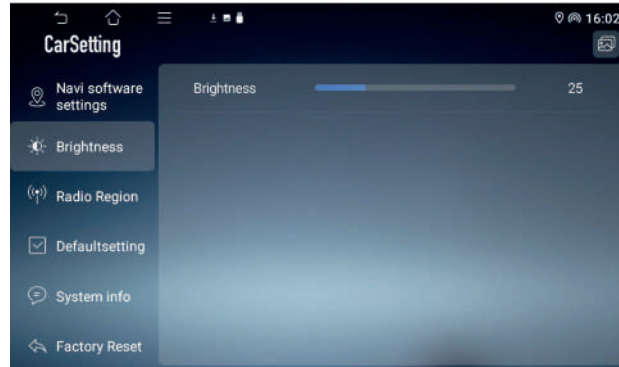 16:02
CarSetting
Navi software
settings
Brightness
25
Brightness
Radio Region
Defaultsetting
System info
Factory Reset